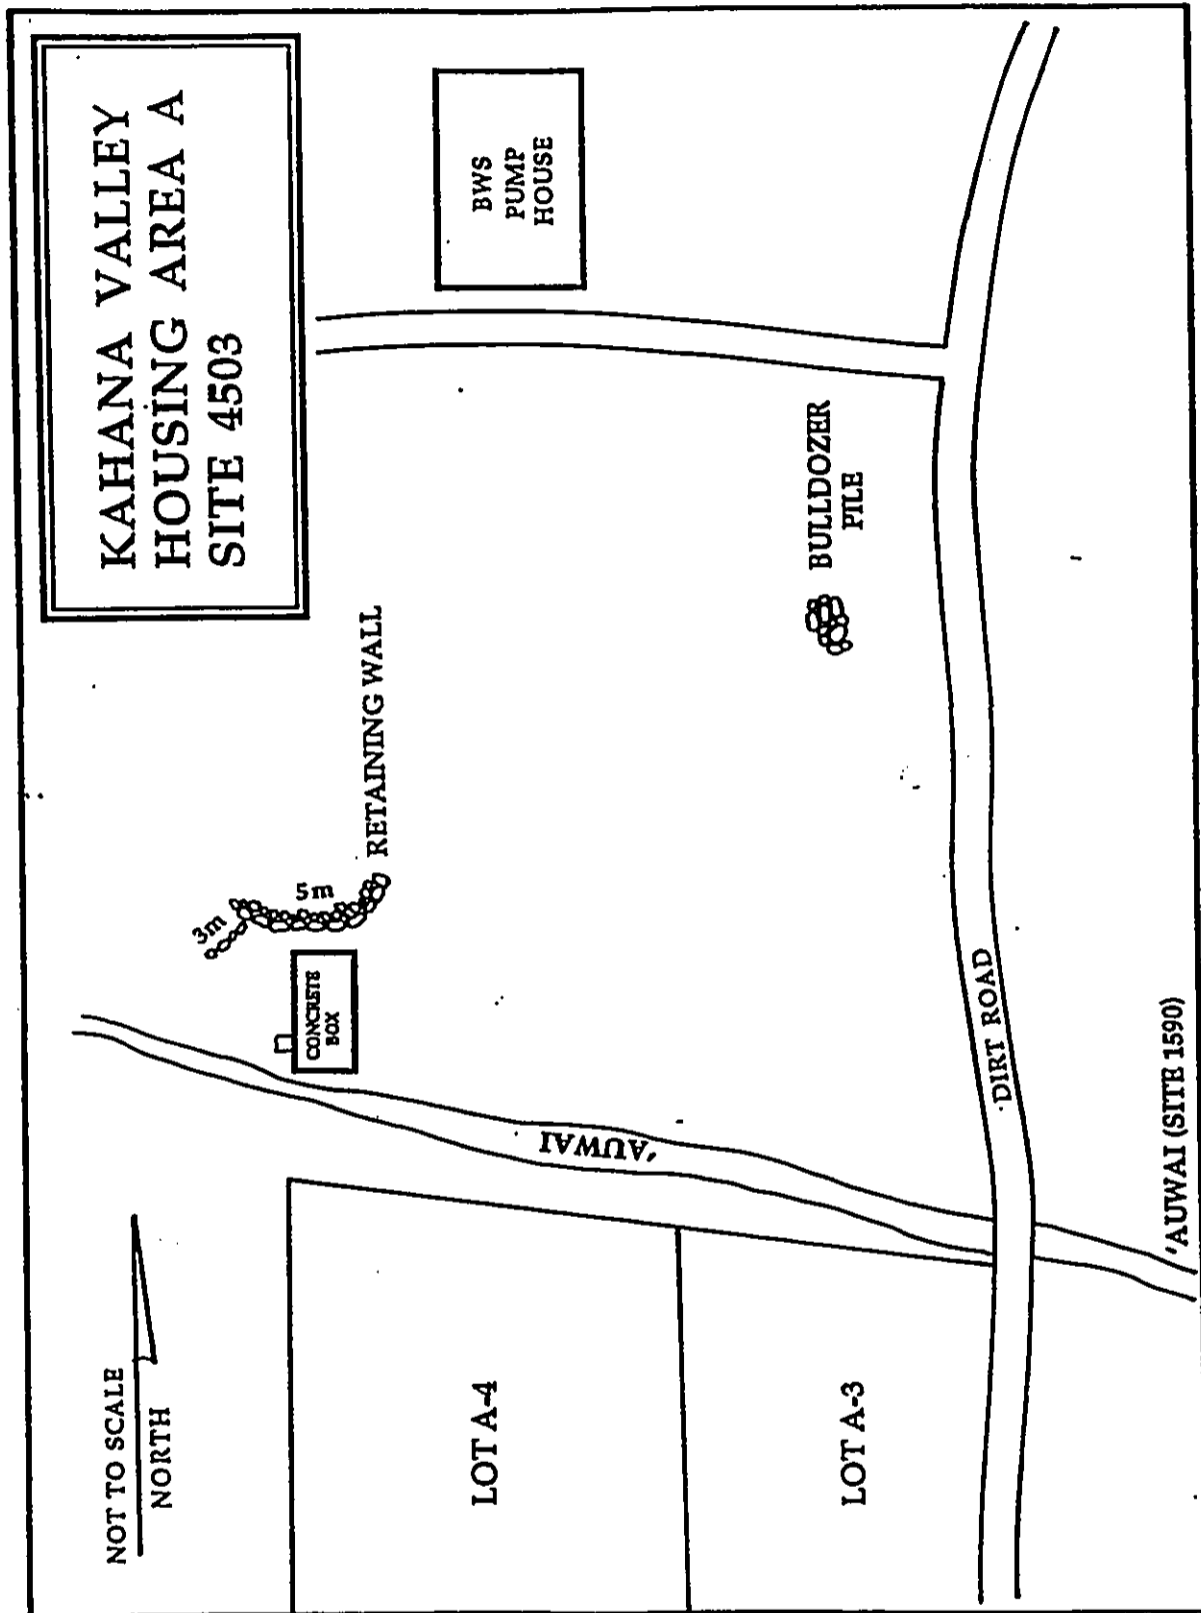 KAHANA VALLEY
HOUSING AREA A
SITE 4503
BWS
PUMP
HOUSE
BULLDOZER
PILE
RETAINING WALL
5m
3m
CONCRETE
BOX
'AUWAI
·DIRT ROAD
'AUWAI (SITE 1590)
NOT TO SCALE
NORTH
LOT A-4
LOT A-3